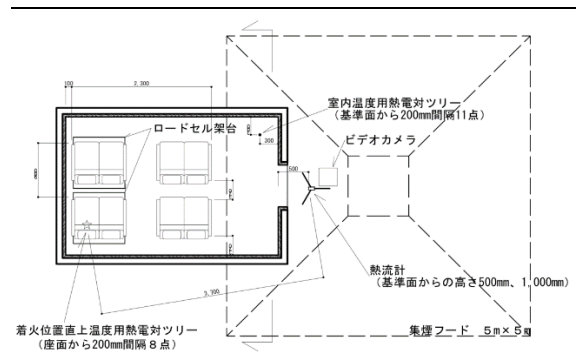 100
2,300
室内温度用熱電対ツリー
（基準面から200mm間隔11点）
ロードセル架台
300
ビデオカメラ
500
熱流計
（基準面からの高さ500mm、1,000mm）
3,300
着火位置直上温度用熱電対ツリー
（座面から200mm間隔８点）
集煙フード　５ｍ×５ｍ